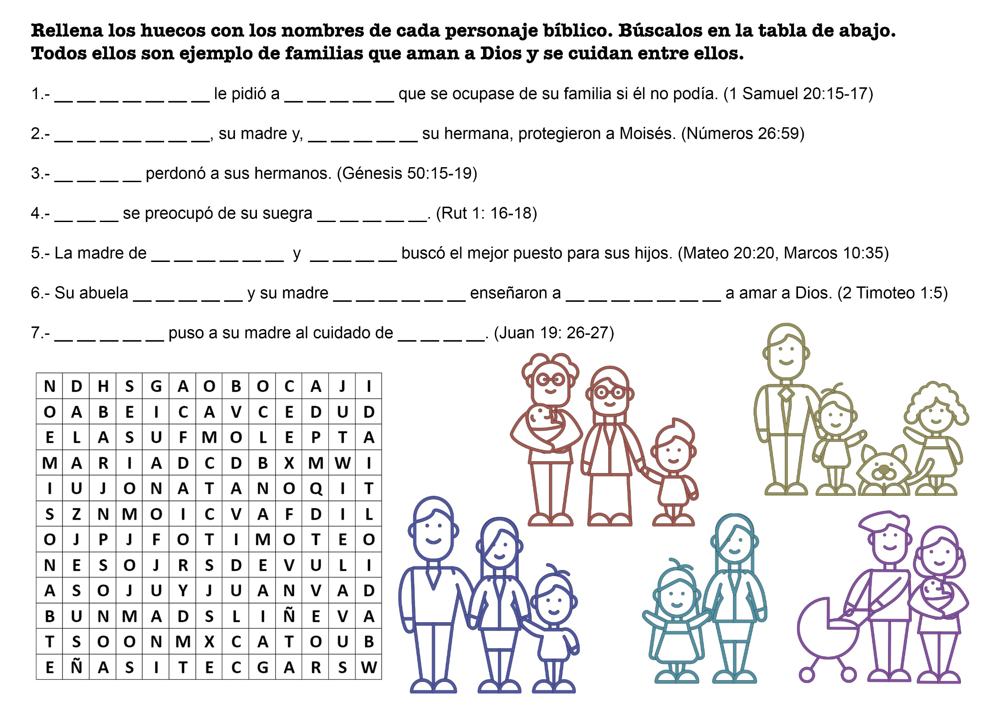 Rellena los huecos con los nombres de cada personaje bíblico. Búscalos en la tabla de abajo.
Todos ellos son ejemplo de familias que aman a Dios y se cuidan entre ellos.
1.- __ __ __ __ __ __ __ le pidió a __ __ __ __ __ que se ocupase de su familia si él no podía. (1 Samuel 20:15-17)
2.- __ __ __ __ __ __ __, su madre y, __ __ __ __ __ su hermana, protegieron a Moisés. (Números 26:59)
3.- __ __ __ __ perdonó a sus hermanos. (Génesis 50:15-19)
4.- __ __ __ se preocupó de su suegra __ __ __ __ __. (Rut 1: 16-18)
5.- La madre de __ __ __ __ __ __ y __ __ __ __ buscó el mejor puesto para sus hijos. (Mateo 20:20, Marcos 10:35)
6.- Su abuela __ __ __ __ __ y su madre __ __ __ __ __ __ enseñaron a __ __ __ __ __ __ __ a amar a Dios. (2 Timoteo 1:5)
7.- __ __ __ __ __ puso a su madre al cuidado de __ __ __ __. (Juan 19: 26-27)
N D H S G A O B O C A J I
O A B E I C A V C E D U D
E L A S U F M O L E P T A
M A R I A D C D B X M W I
I U J O N A T A N O Q I T
S Z N M O I C V A F D I L
O J P J F O T I M O T E O
N E S O J R S D E V U L I
A S O J U Y J U A N V A D
B U N M A D S L I Ñ E V A
T S O O N M X C A T O U B
E Ñ A S I T E C G A R S W